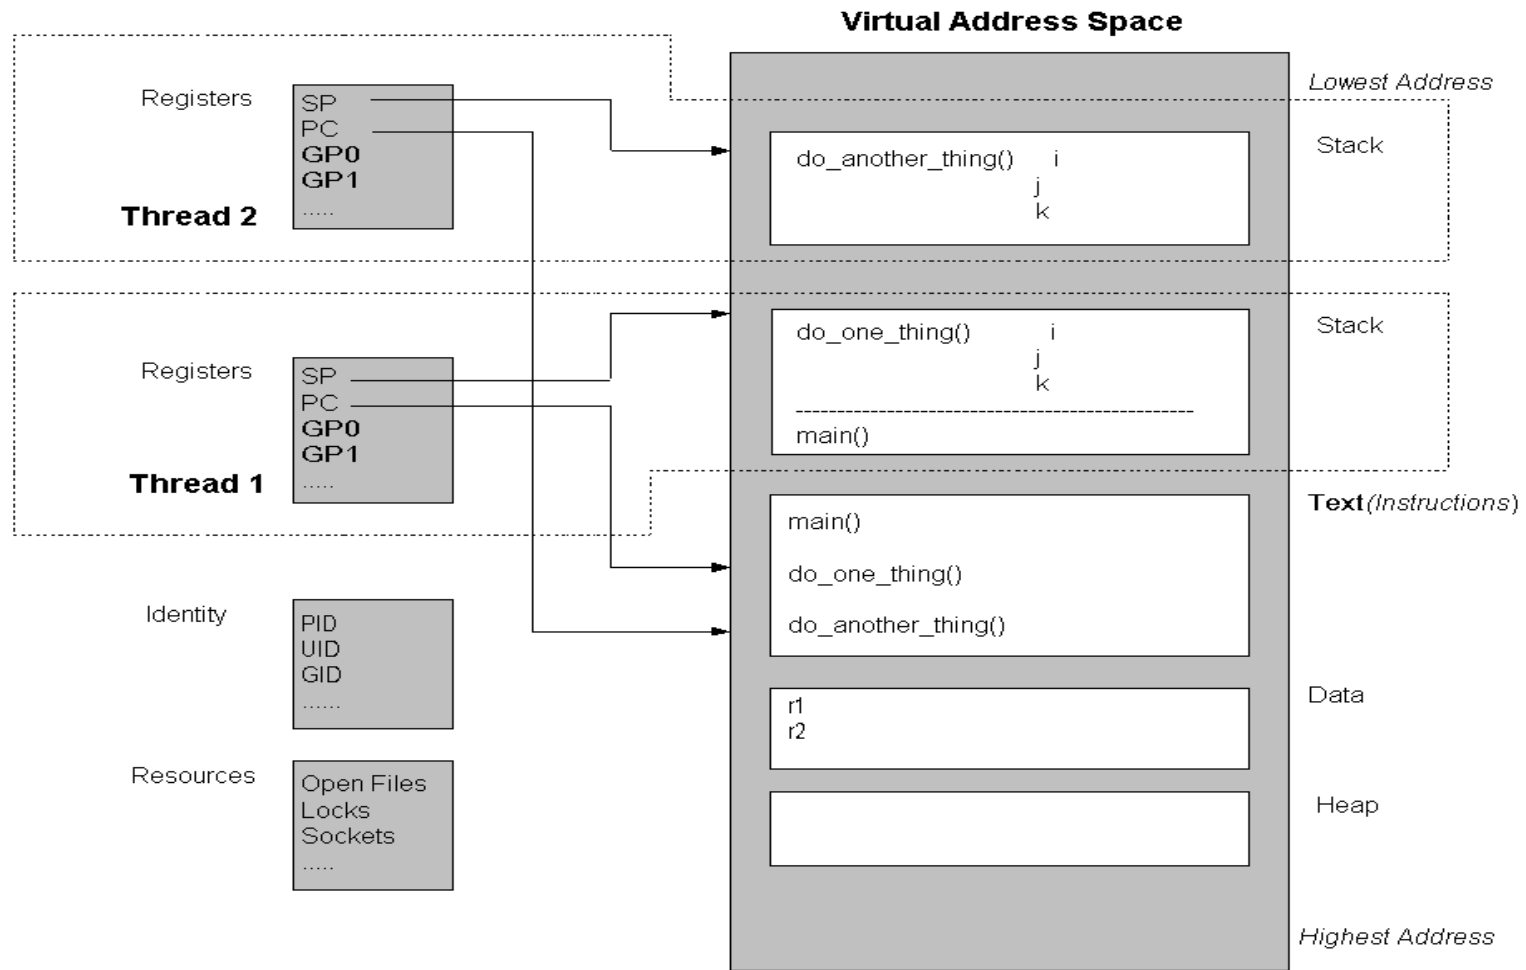 Virtual Address Space
Lowest Address
Registers
SP
PC
GP0
GP1
.....
Thread 2
do_another_thing() i
j
k
Stack
Registers
SP
PC
GP0
GP1
.....
Thread 1
do_one_thing() i
j
k
------------------------------------------------
main()
Stack
Text(Instructions)
main()
do_one_thing()
do_another_thing()
Identity
PID
UID
GID
......
r1
r2
Data
Resources
Open Files
Locks
Sockets
.....
Heap
Highest Address